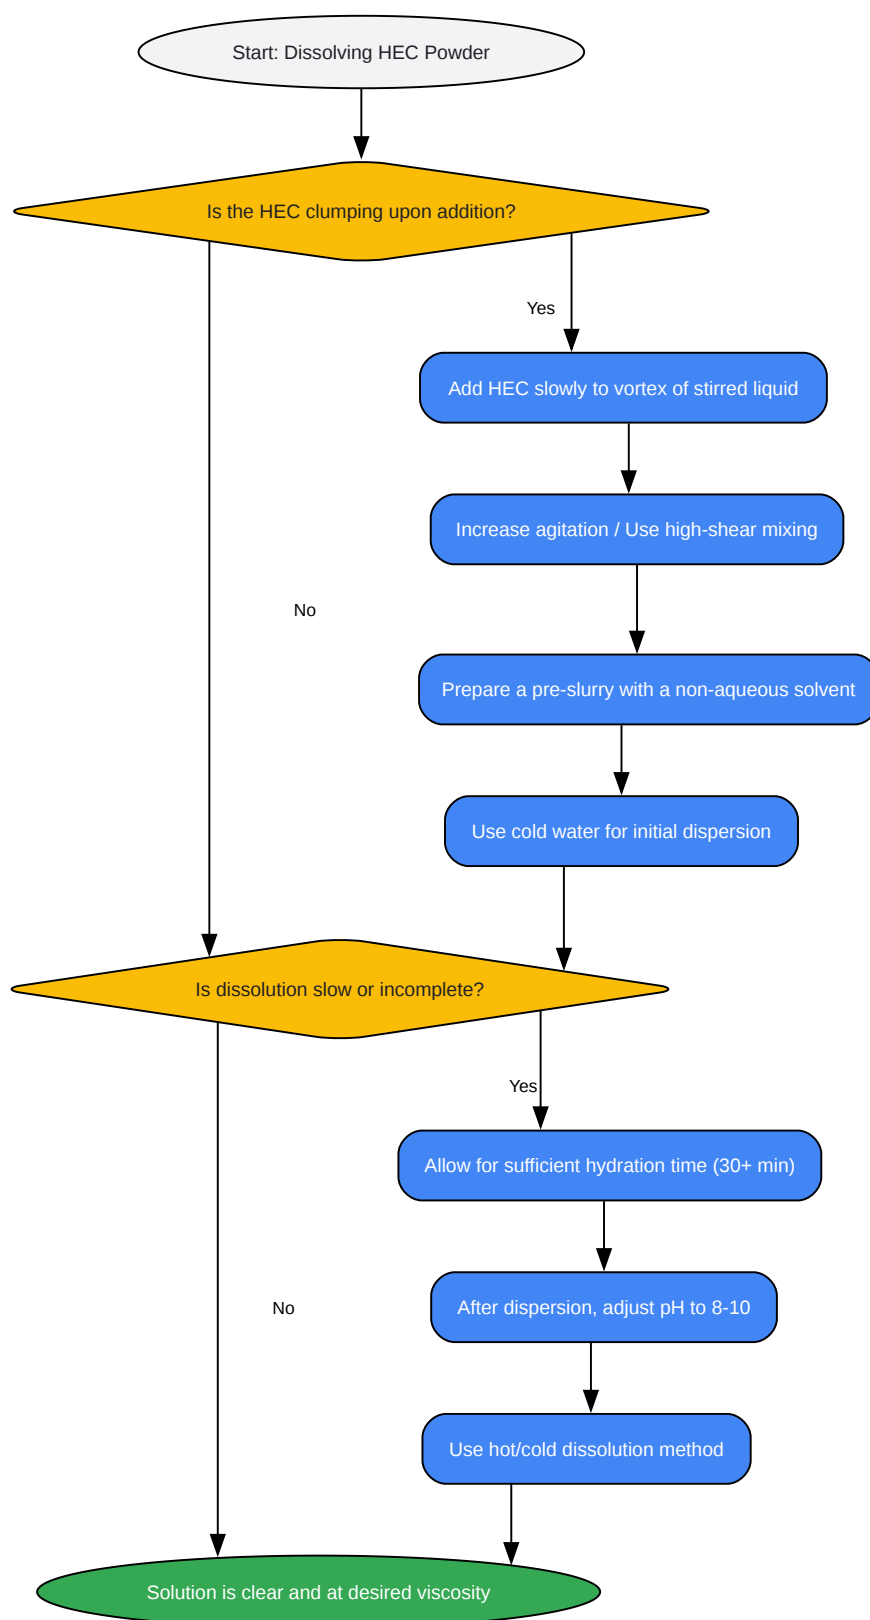 Start: Dissolving HEC Powder
Is the HEC clumping upon addition?
Yes
Add HEC slowly to vortex of stirred liquid
Increase agitation / Use high-shear mixing
No
Prepare a pre-slurry with a non-aqueous solvent
Use cold water for initial dispersion
Is dissolution slow or incomplete?
Yes
Allow for sufficient hydration time (30+ min)
After dispersion, adjust pH to 8-10
No
Use hot/cold dissolution method
Solution is clear and at desired viscosity